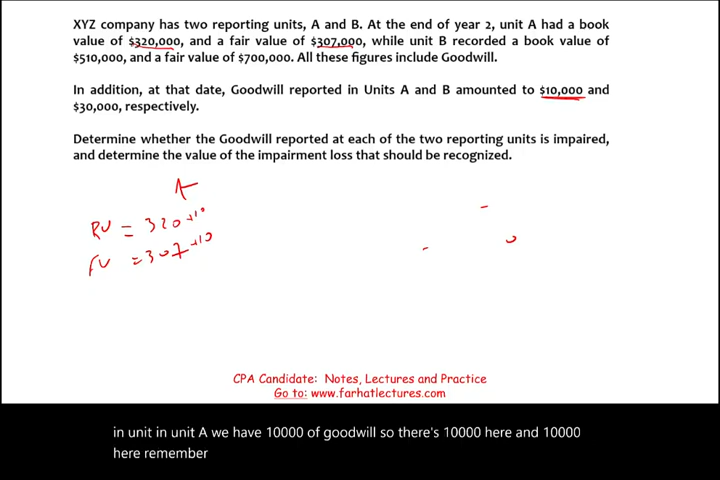 XYZ company has two reporting units, A and B. At the end of year 2, unit A had a book
value of $320,000, and a fair value of $307,000, while unit B recorded a book value of
$510,000, and a fair value of $700,000. All these figures include Goodwill.
In addition, at that date, Goodwill reported in Units A and B amounted to $10,000 and
$30,000, respectively.
Determine whether the Goodwill reported at each of the two reporting units is impaired,
and determine the value of the impairment loss that should be recognized.
A
BV = 320 +10
FV = 307 +10
CPA Candidate: Notes, Lectures and Practice
Go to: www.farhatlectures.com
in unit in unit A we have 10000 of goodwill so there's 10000 here and 10000
here remember